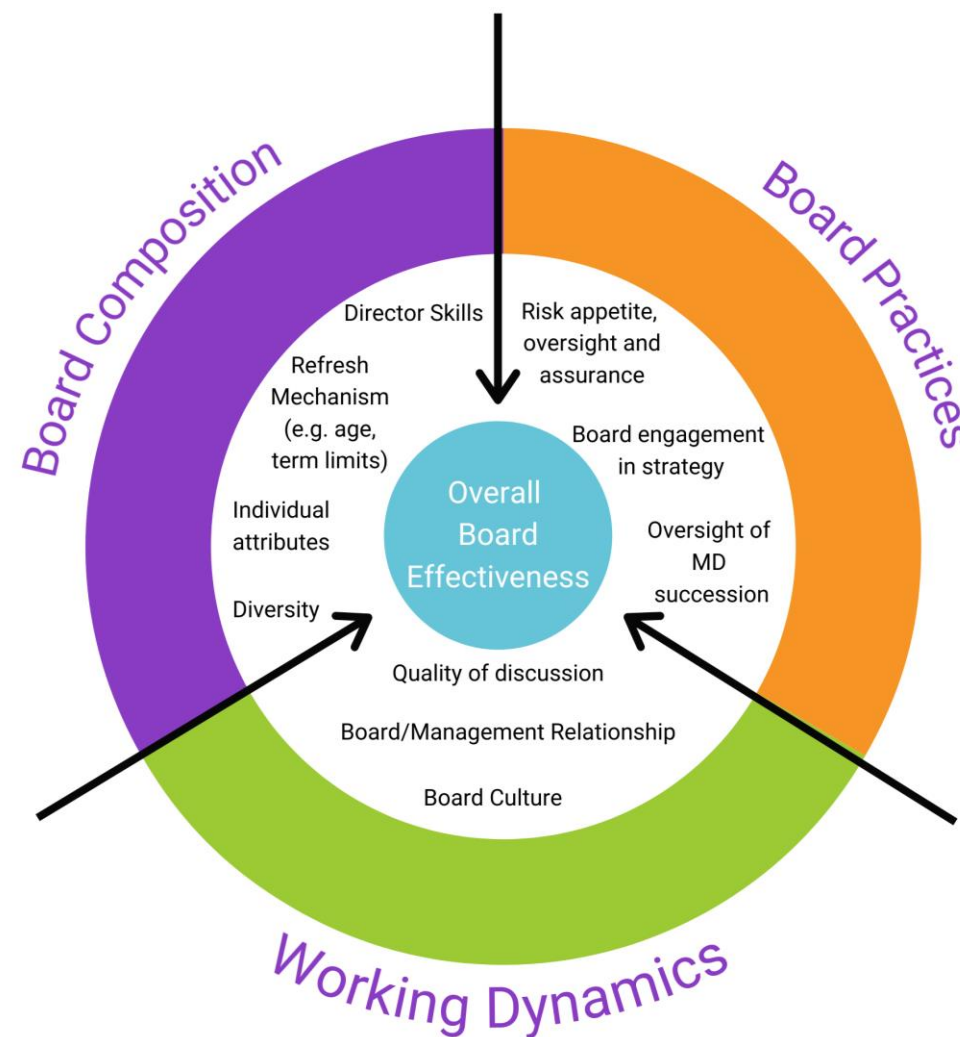 Board Composition
Board Practices
Director Skills
Refresh
Mechanism
(e.g. age,
term limits)
Individual
attributes
Diversity
Risk appetite,
oversight and
assurance
Board engagement
in strategy
Oversight of
MD
succession
Overall
Board
Effectiveness
Quality of discussion
Board/Management Relationship
Board Culture
Working Dynamics